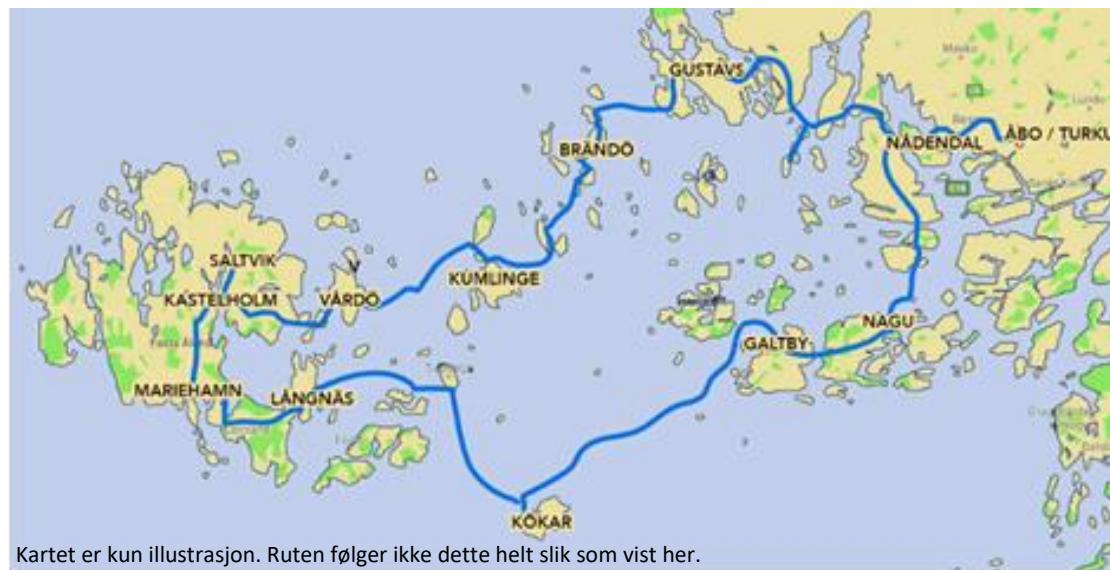 GUSTAVS
BRÄNDÖ
NÅDENDAL
ÅBO / TURKU
SALTVIK
KASTELHOLM
VÅRDÖ
KUMLINGE
NAGU
GALTBY
MARIEHAMN
LÅNGNÄS
KÖKAR
Kartet er kun illustrasjon. Ruten følger ikke dette helt slik som vist her.